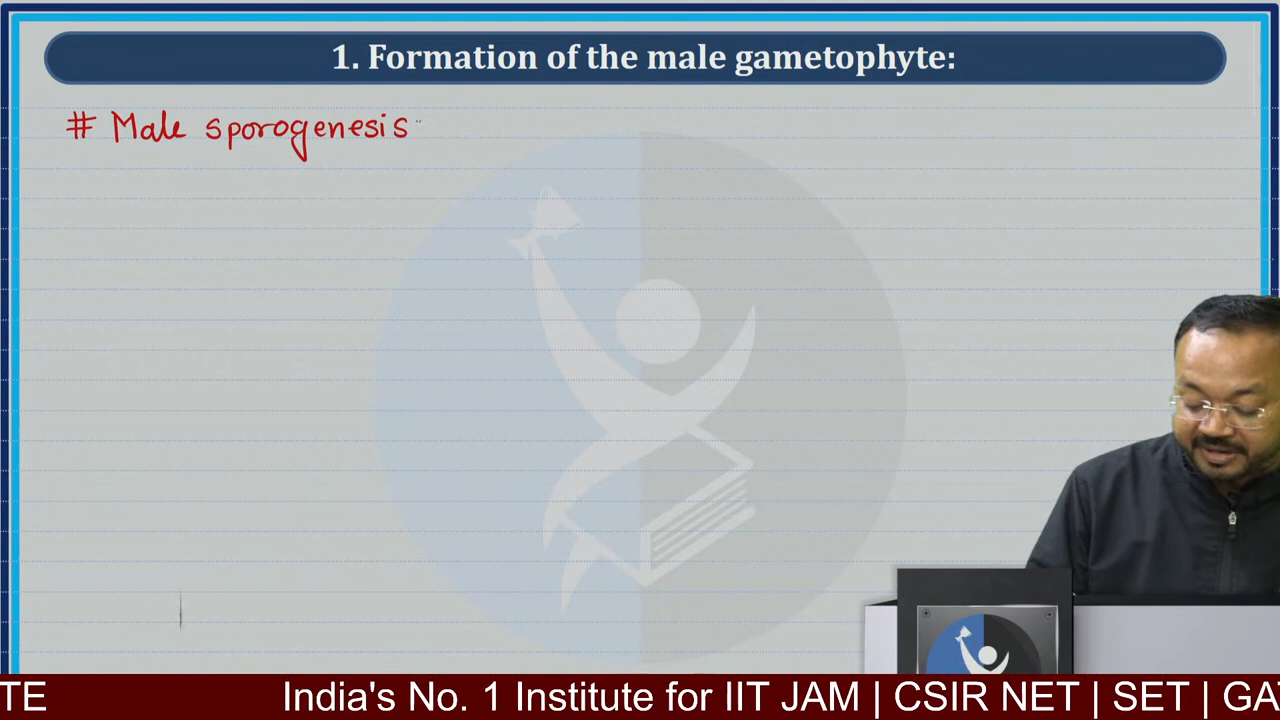 1. Formation of the male gametophyte:
# Male sporogenesis
TE India's No. 1 Institute for IIT JAM | CSIR NET | SET | GA